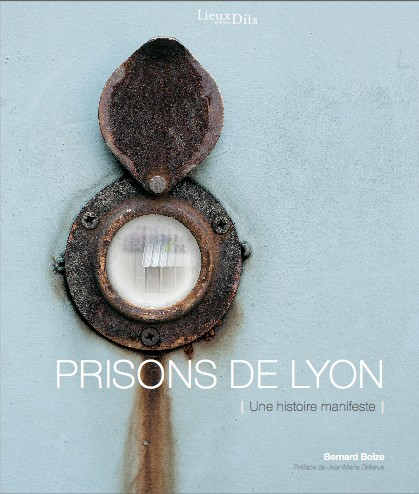 Lieux Dits
PRISONS DE LYON
| Une histoire manifeste |
Bernard Bolze
Préface de Jean-Marie Delarue